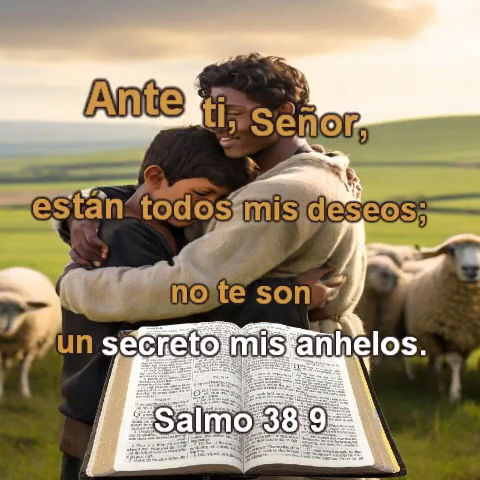 Ante ti, Señor,
están todos mis deseos;
no te son
un secreto mis anhelos.
Salmo 38 9